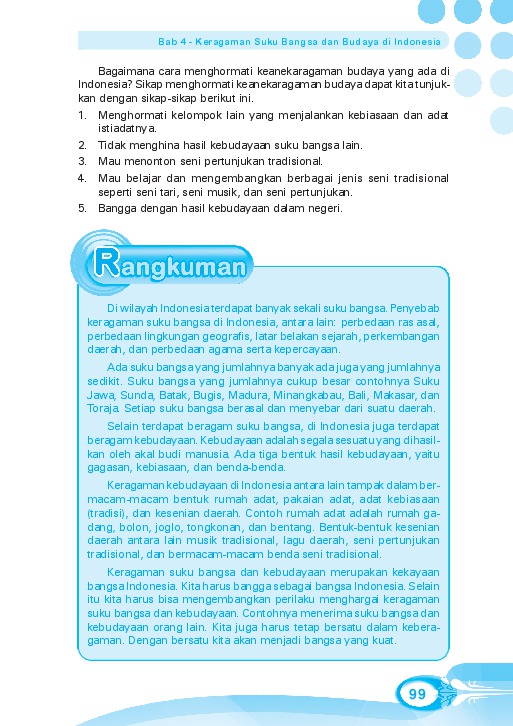 Bab 4 - Keragaman Suku Bangsa dan Budaya di Indonesia
Bagaimana cara menghormati keanekaragaman budaya yang ada di
Indonesia? Sikap menghormati keanekaragaman budaya dapat kita tunjuk-
kan dengan sikap-sikap berikut ini.
1. Menghormati kelompok lain yang menjalankan kebiasaan dan adat
istiadatnya.
2. Tidak menghina hasil kebudayaan suku bangsa lain.
3. Mau menonton seni pertunjukan tradisional.
4. Mau belajar dan mengembangkan berbagai jenis seni tradisional
seperti seni tari, seni musik, dan seni pertunjukan.
5. Bangga dengan hasil kebudayaan dalam negeri.
Rangkuman
Di wilayah Indonesia terdapat banyak sekali suku bangsa. Penyebab
keragaman suku bangsa di Indonesia, antara lain: perbedaan ras asal,
perbedaan lingkungan geografis, latar belakan sejarah, perkembangan
daerah, dan perbedaan agama serta kepercayaan.
Ada suku bangsa yang jumlahnya banyak ada juga yang jumlahnya
sedikit. Suku bangsa yang jumlahnya cukup besar contohnya Suku
Jawa, Sunda, Batak, Bugis, Madura, Minangkabau, Bali, Makasar, dan
Toraja. Setiap suku bangsa berasal dan menyebar dari suatu daerah.
Selain terdapat beragam suku bangsa, di Indonesia juga terdapat
beragam kebudayaan. Kebudayaan adalah segala sesuatu yang dihasil-
kan oleh akal budi manusia. Ada tiga bentuk hasil kebudayaan, yaitu
gagasan, kebiasaan, dan benda-benda.
Keragaman kebudayaan di Indonesia antara lain tampak dalam ber-
macam-macam bentuk rumah adat, pakaian adat, adat kebiasaan
(tradisi), dan kesenian daerah. Contoh rumah adat adalah rumah ga-
dang, bolon, joglo, tongkonan, dan bentang. Bentuk-bentuk kesenian
daerah antara lain musik tradisional, lagu daerah, seni pertunjukan
tradisional, dan bermacam-macam benda seni tradisional.
Keragaman suku bangsa dan kebudayaan merupakan kekayaan
bangsa Indonesia. Kita harus bangga sebagai bangsa Indonesia. Selain
itu kita harus bisa mengembangkan perilaku menghargai keragaman
suku bangsa dan kebudayaan. Contohnya menerima suku bangsa dan
kebudayaan orang lain. Kita juga harus tetap bersatu dalam kebera-
gaman. Dengan bersatu kita akan menjadi bangsa yang kuat.
99